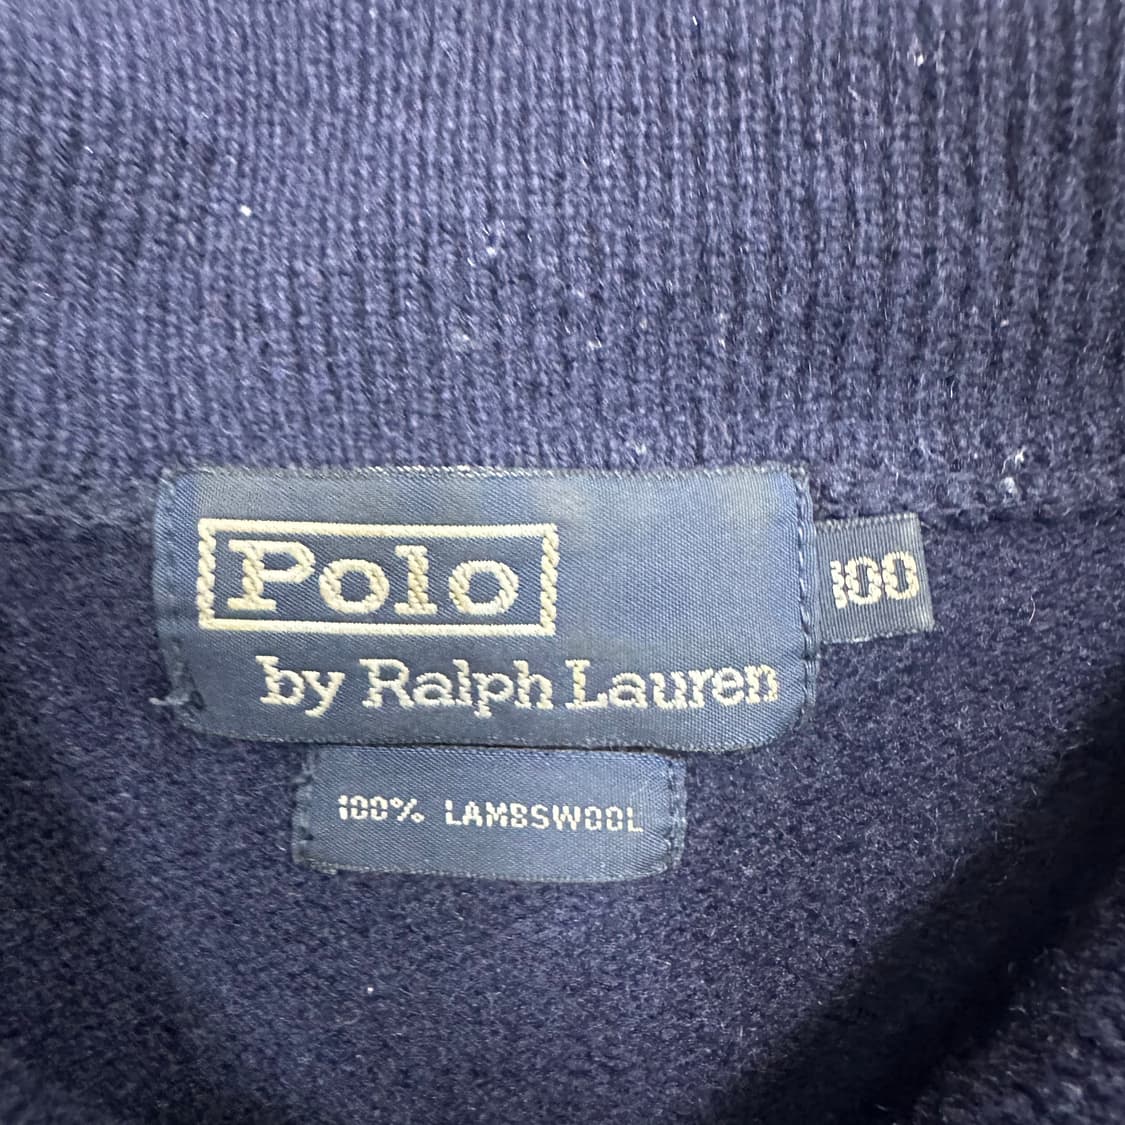 Polo
by Ralph Lauren
100
100% LAMBSWOOL